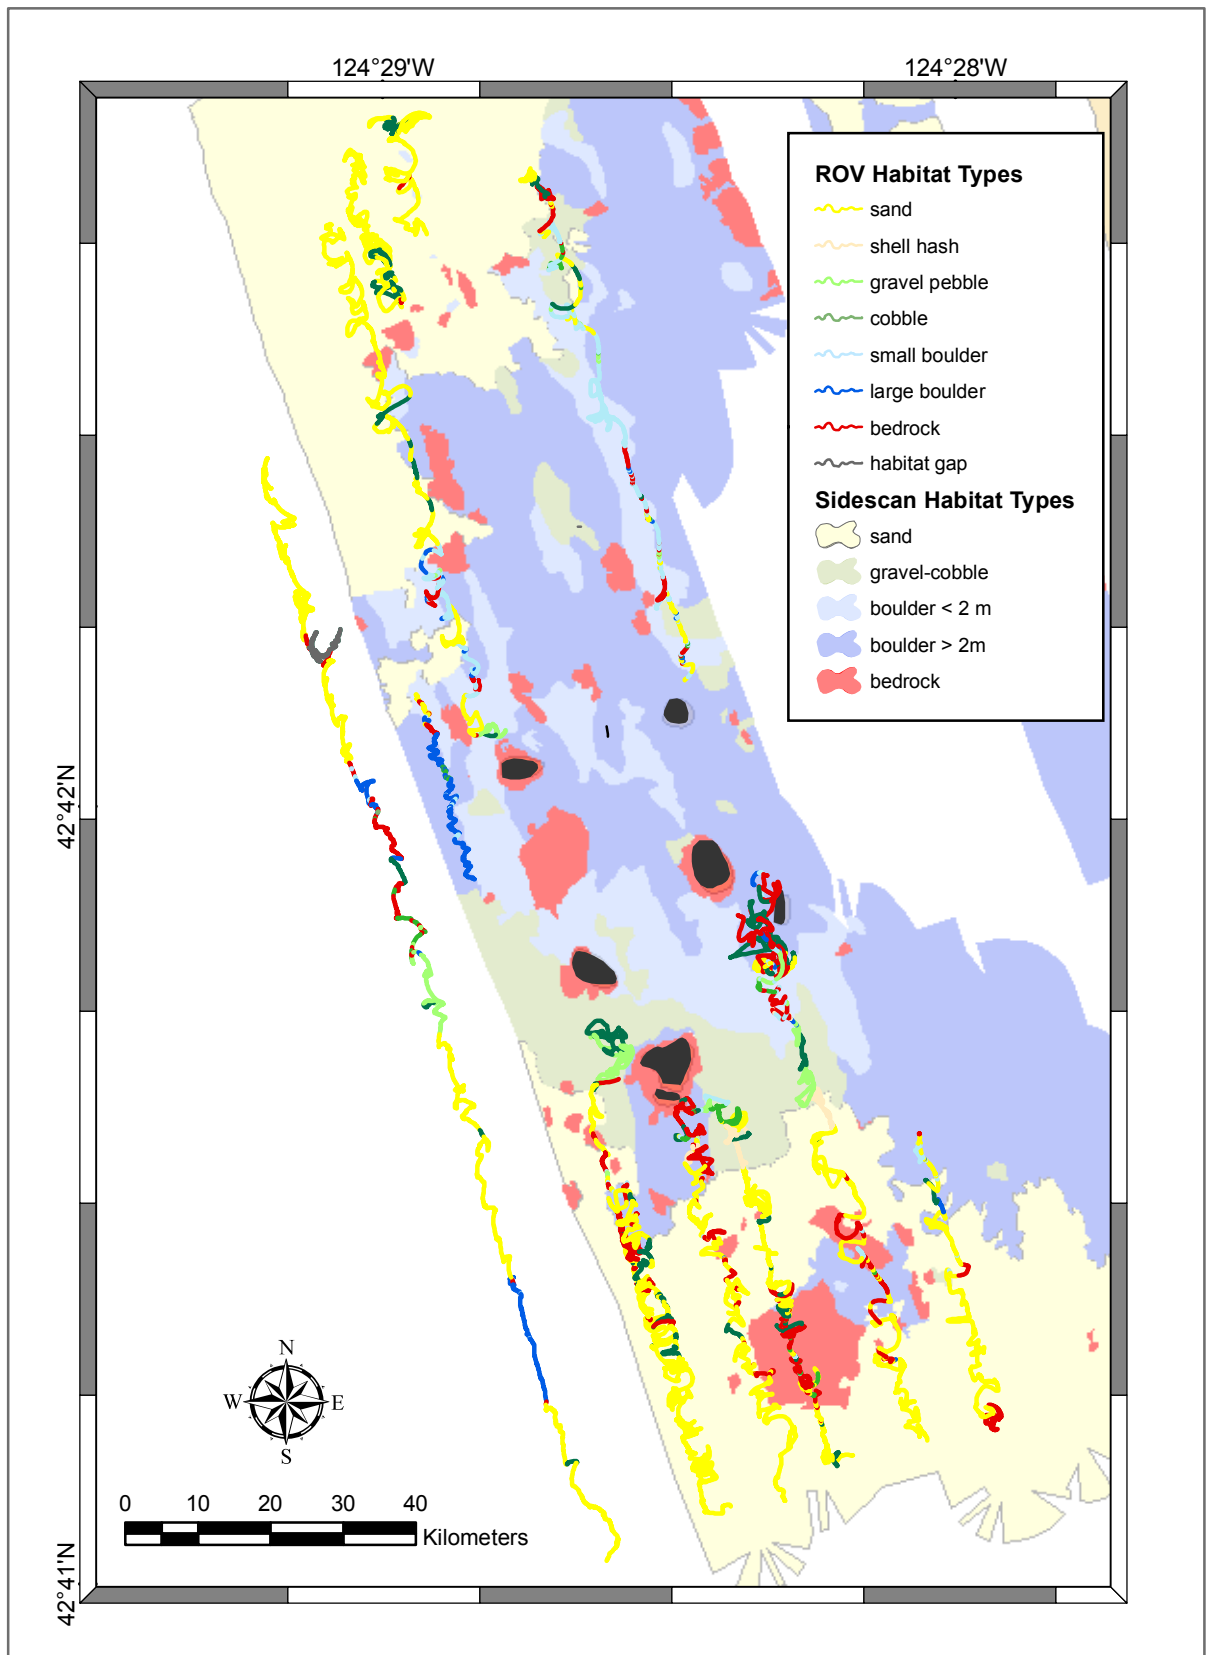 124°29'W
124°28'W
ROV Habitat Types
sand
shell hash
gravel pebble
cobble
small boulder
large boulder
bedrock
habitat gap
Sidescan Habitat Types
sand
gravel-cobble
boulder < 2 m
boulder > 2m
bedrock
42°42'N
N
W
E
S
0 10 20 30 40
Kilometers
42°41'N